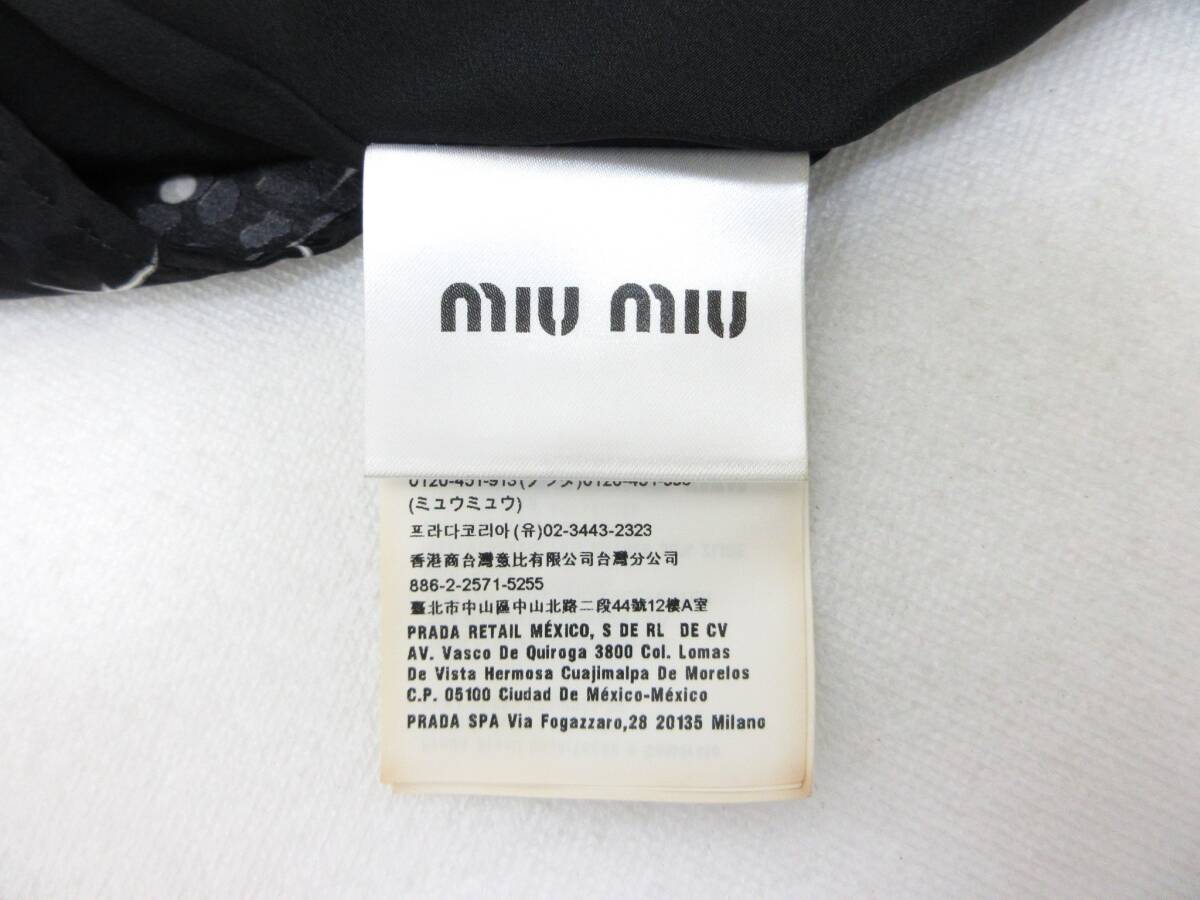 miu miu
(ミュウミュウ)
프라다코리아(유)02-3443-2323
香港商台灣意比有限公司台灣分公司
886-2-2571-5255
臺北市中山區中山北路二段44號12樓A室
PRADA RETAIL MÉXICO, S DE RL DE CV
AV. Vasco De Quiroga 3800 Col. Lomas
De Vista Hermosa Cuajimalpa De Morelos
C.P. 05100 Ciudad De México-México
PRADA SPA Via Fogazzaro,28 20135 Milano